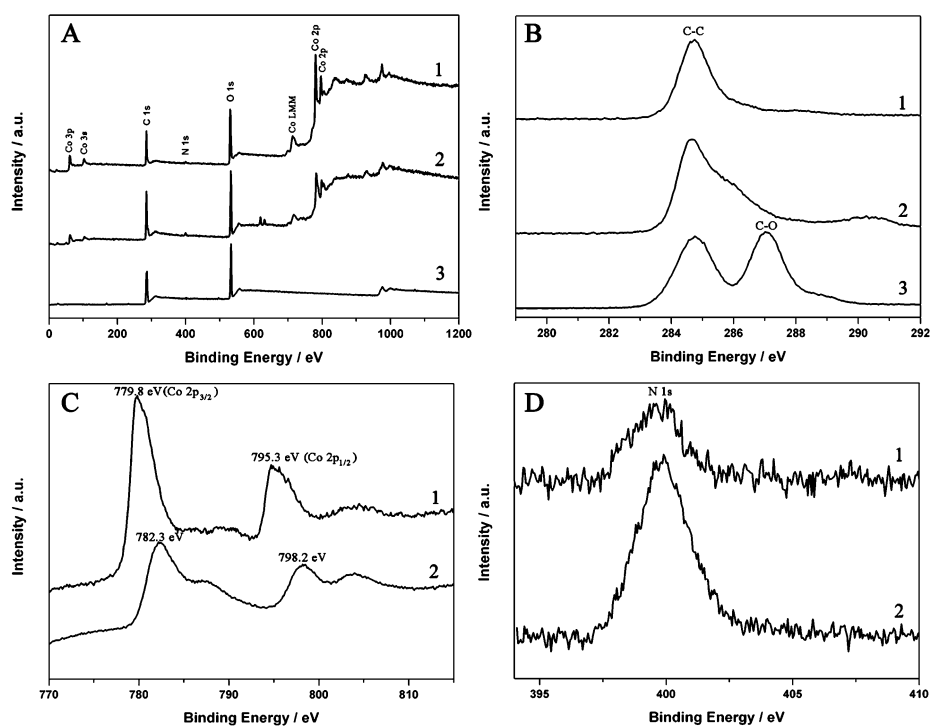 A
Co 3p
Co 3s
C 1s
N 1s
O 1s
Co LMM
Co 2p
Co 2p
1
2
3
Intensity / a.u.
0 200 400 600 800 1000 1200
Binding Energy / eV
B
C-C
1
2
C-O
3
Intensity / a.u.
280 282 284 286 288 290 292
Binding Energy / eV
C
779.8 eV(Co 2p3/2)
795.3 eV (Co 2p1/2)
1
782.3 eV
798.2 eV
2
Intensity / a.u.
770 780 790 800 810
Binding Energy / eV
D
N 1s
1
2
Intensity / a.u.
395 400 405 410
Binding Energy / eV